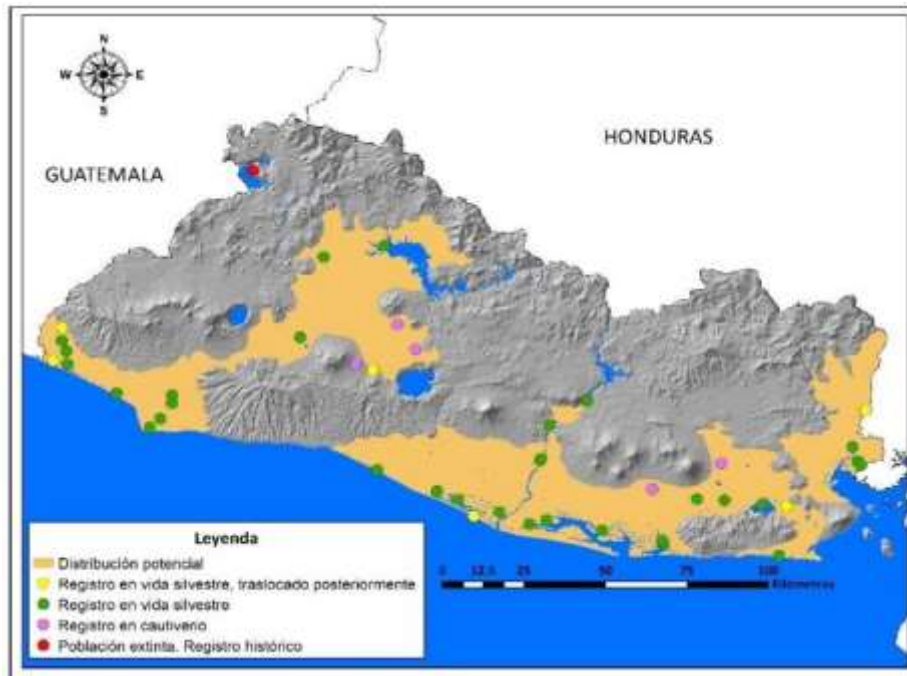 N
W E
S
HONDURAS
GUATEMALA
Leyenda
Distribución potencial
Registro en vida silvestre, traslocado posteriormente
Registro en vida silvestre
Registro en cautiverio
Población extinta. Registro histórico
0 12.5 25 50 75 100
Kilometros